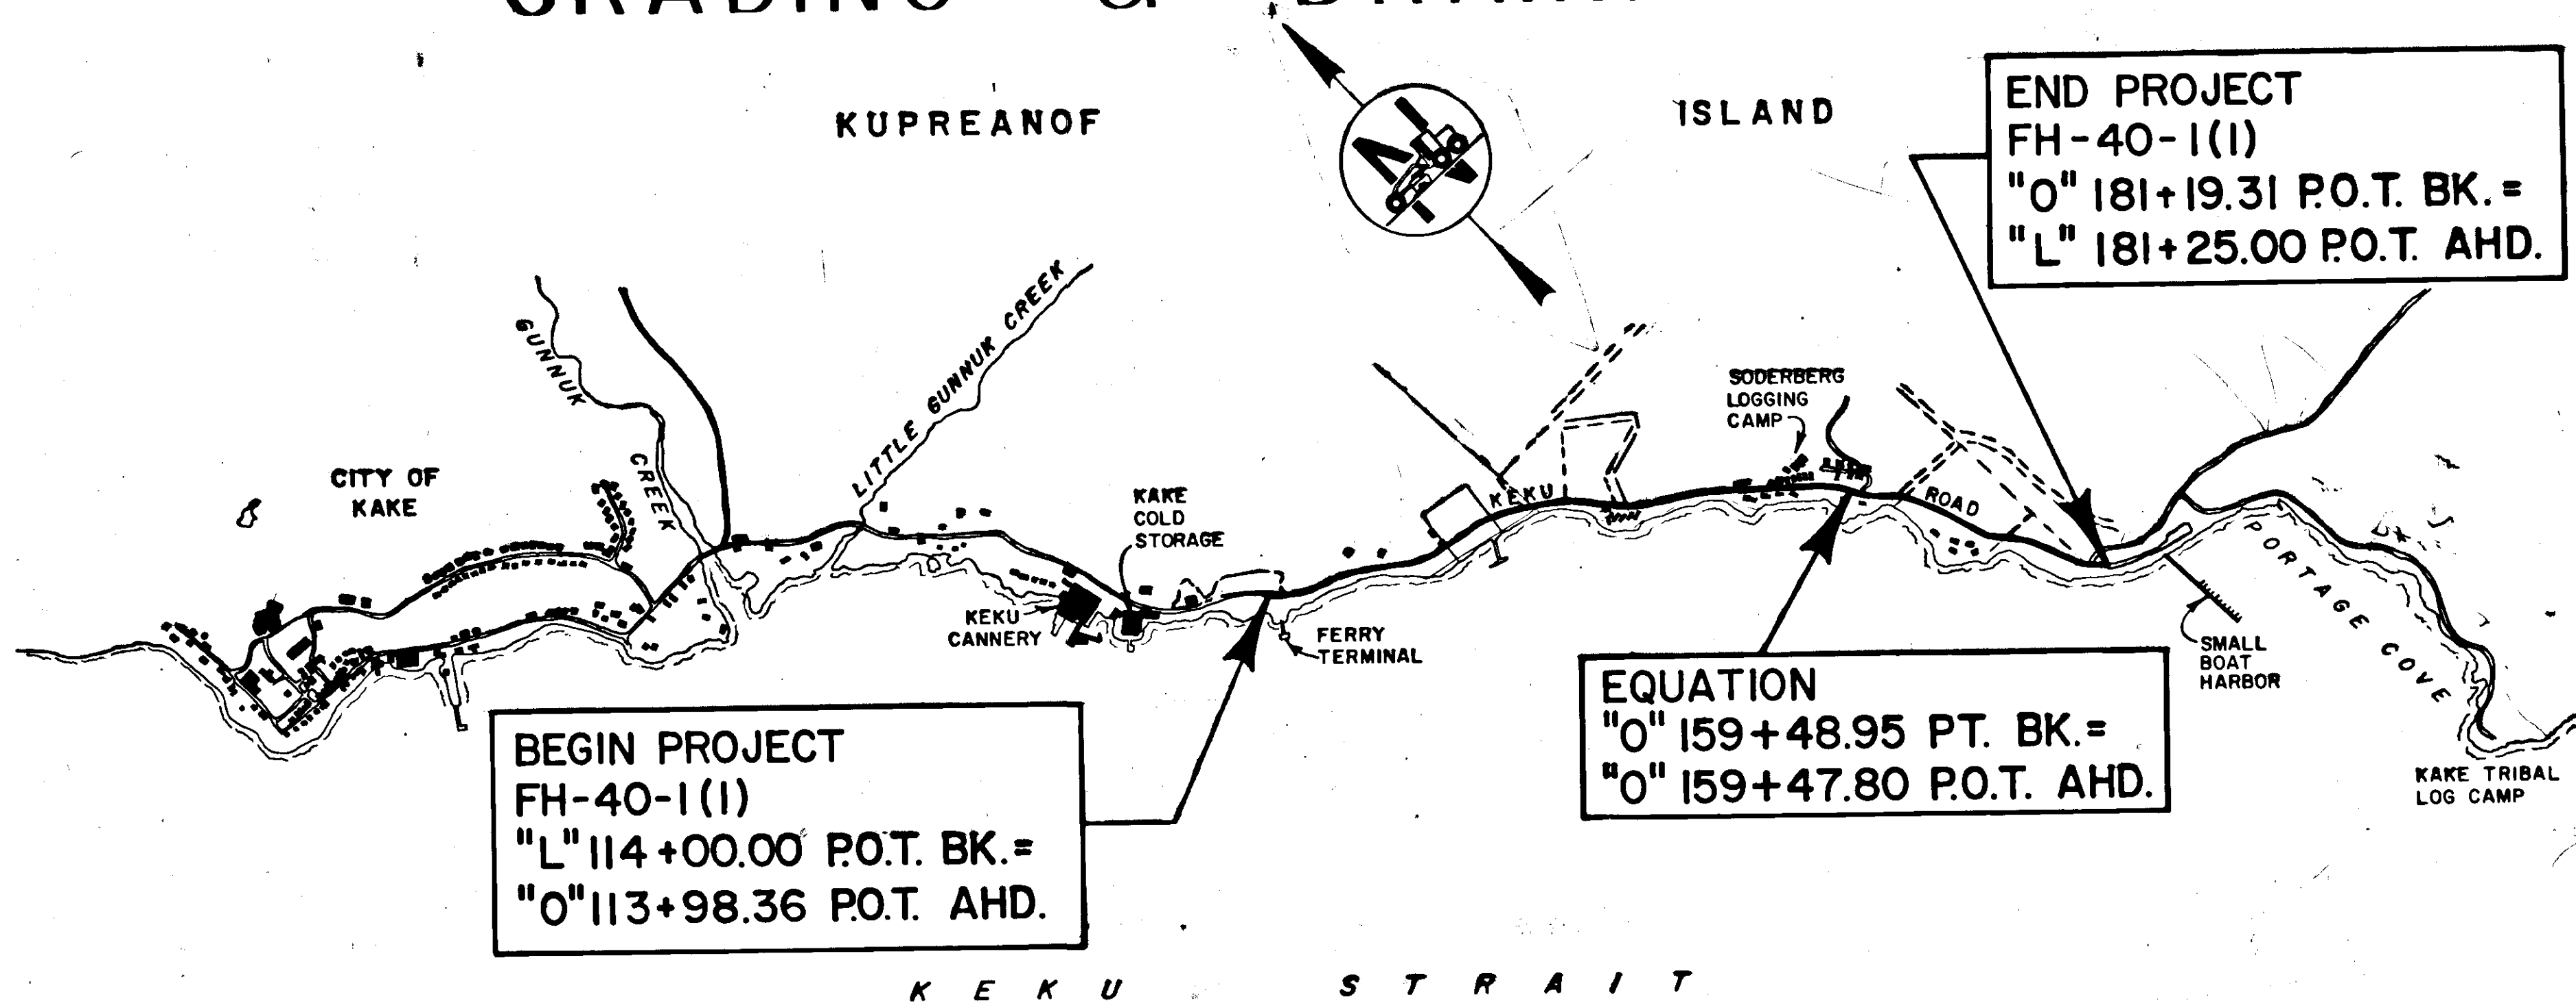 GRADING &
KUPREANOF ISLAND
END PROJECT
FH-40-1(1)
"O" 181+19.31 P.O.T. BK.=
"L" 181+25.00 P.O.T. AHD.
GUNNUK CREEK
LITTLE GUNNUK CREEK
CITY OF
KAKE
KAKE
COLD
STORAGE
KEKU
CANNERY
FERRY
TERMINAL
KEKU ROAD
SODERBERG
LOGGING
CAMP
PORTAGE COVE
SMALL
BOAT
HARBOR
KAKE TRIBAL
LOG CAMP
BEGIN PROJECT
FH-40-1(1)
"L" 114+00.00 P.O.T. BK.=
"O" 113+98.36 P.O.T. AHD.
EQUATION
"O" 159+48.95 PT. BK.=
"O" 159+47.80 P.O.T. AHD.
KEKU STRAIT